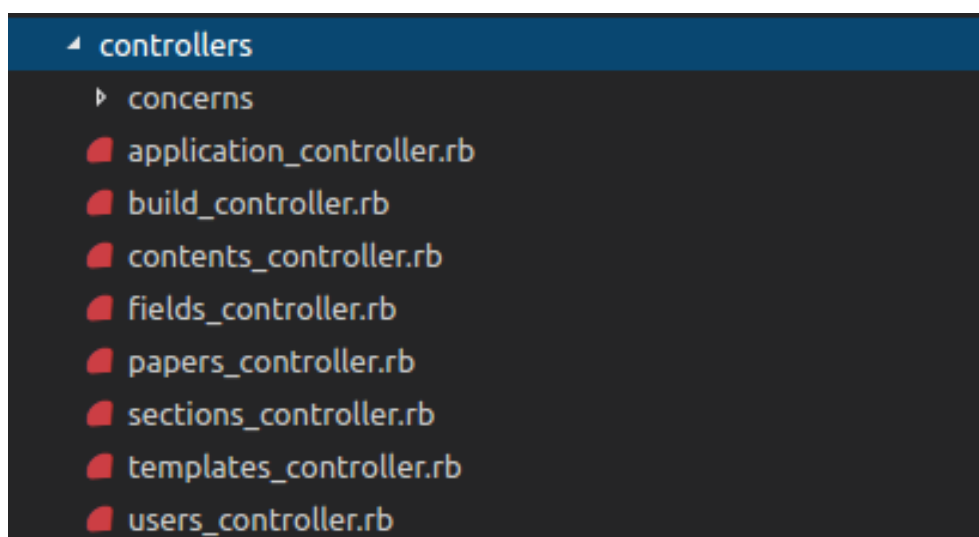 controllers
concerns
application_controller.rb
build_controller.rb
contents_controller.rb
fields_controller.rb
papers_controller.rb
sections_controller.rb
templates_controller.rb
users_controller.rb